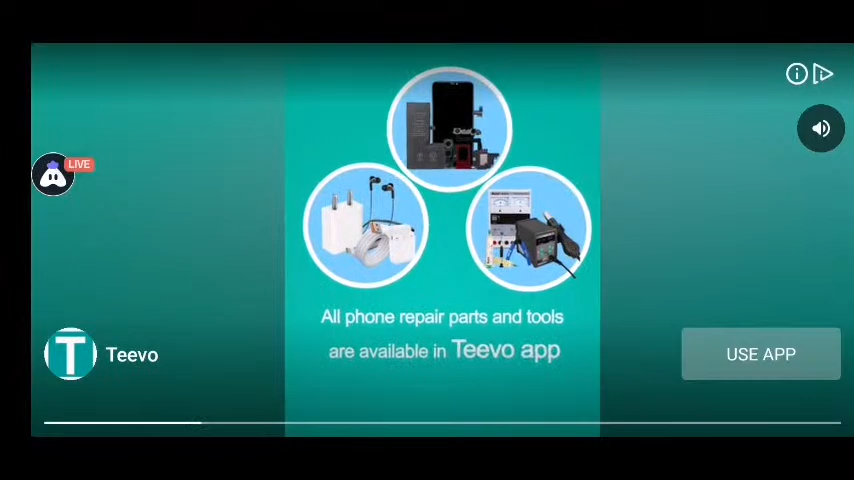 LIVE
All phone repair parts and tools
are available in Teevo app
T Teevo
USE APP